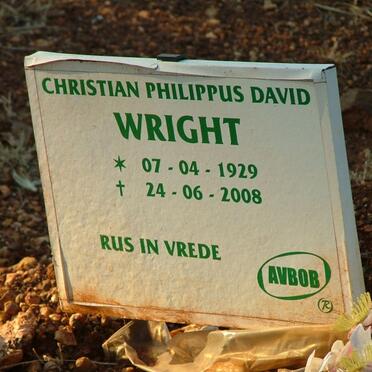 CHRISTIAN PHILIPPUS DAVID
WRIGHT
* 07 - 04 - 1929
† 24 - 06 - 2008
RUS IN VREDE
AVBOB
®